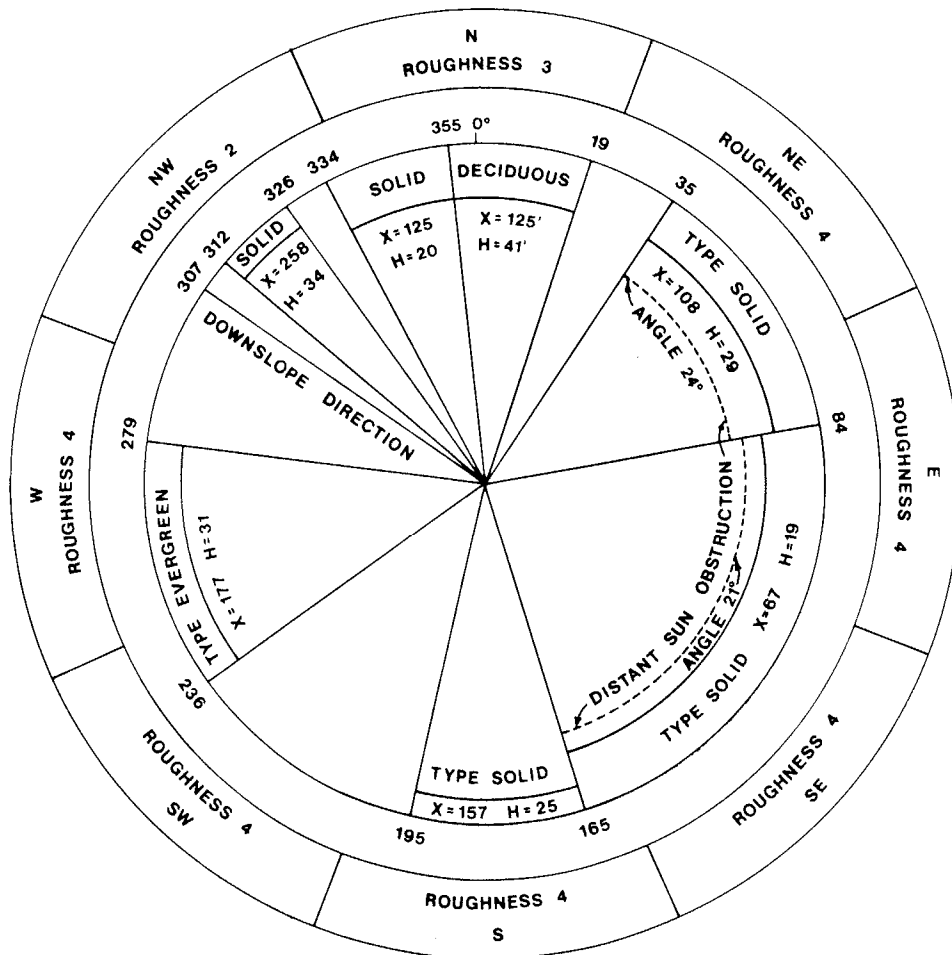 N
ROUGHNESS 3
NE
ROUGHNESS 4
E
ROUGHNESS 4
ROUGHNESS 4
SE
ROUGHNESS 4
S
ROUGHNESS 4
SW
W
ROUGHNESS 4
NW
ROUGHNESS 2
355 0°
19
35
84
165
195
236
279
307
312
326
334
SOLID
X=125
H=20
DECIDUOUS
X=125'
H=41'
TYPE SOLID
X=108 H=29
ANGLE 24°
DISTANT SUN OBSTRUCTION
ANGLE 21°
TYPE SOLID X=67 H=19
TYPE SOLID
X=157 H=25
TYPE EVERGREEN
X=177 H=31
DOWNSLOPE DIRECTION
SOLID
X=258
H=34